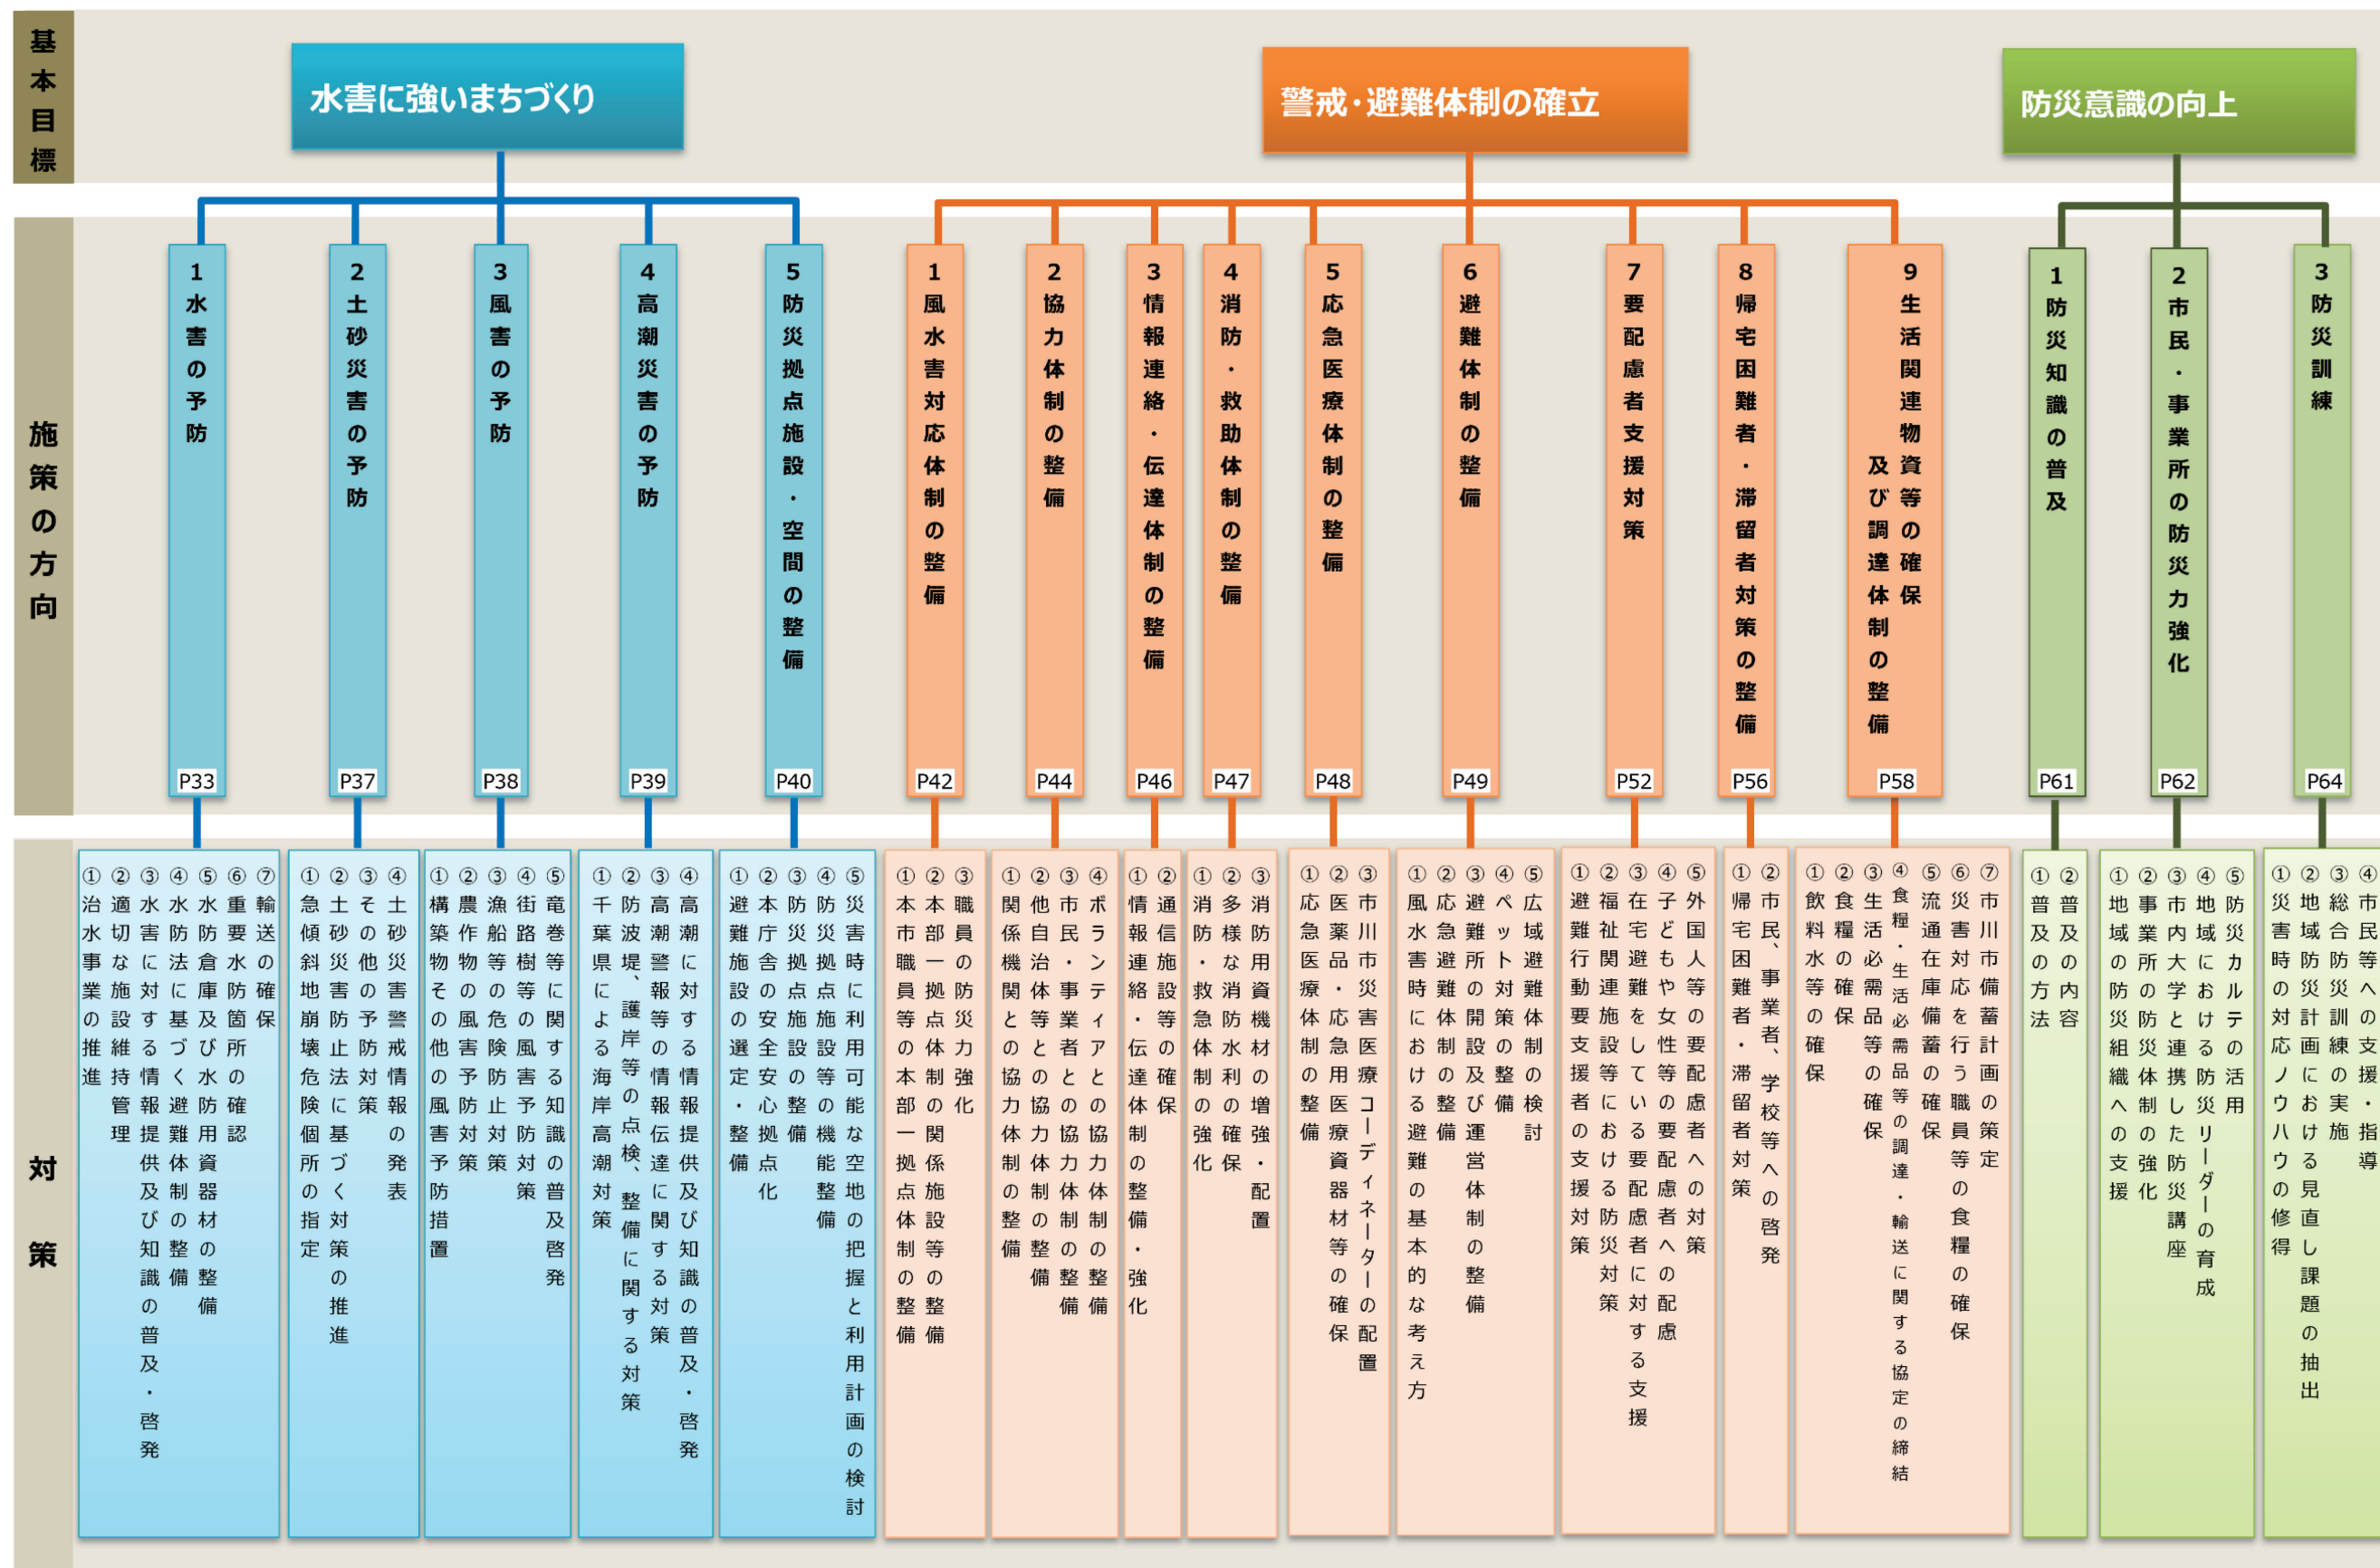 基本目標
水害に強いまちづくり
警戒・避難体制の確立
防災意識の向上
施策の方向
1水害の予防
P33
2土砂災害の予防
P37
3風害の予防
P38
4高潮災害の予防
P39
5防災拠点施設・空間の整備
P40
1風水害対応体制の整備
P42
2協力体制の整備
P44
3情報連絡・伝達体制の整備
P46
4消防・救助体制の整備
P47
5応急医療体制の整備
P48
6避難体制の整備
P49
7要配慮者支援対策
P52
8帰宅困難者・滞留者対策の整備
P56
9生活関連物資等の確保
及び調達体制の整備
P58
1防災知識の普及
P61
2市民・事業所の防災力強化
P62
3防災訓練
P64
対策
①治水事業の推進
②適切な施設維持管理
③水害に対する情報提供及び知識の普及・啓発
④水防法に基づく避難体制の整備
⑤水防倉庫及び水防用資器材の整備
⑥重要水防箇所の確認
⑦輸送の確保
①急傾斜地崩壊危険個所の指定
②土砂災害防止法に基づく対策の推進
③その他の予防対策
④土砂災害警戒情報の発表
①構築物その他の風害予防措置
②農作物の風害予防対策
③漁船等の危険防止対策
④街路樹等の風害予防対策
⑤竜巻等に関する知識の普及啓発
①千葉県による海岸高潮対策
②防波堤、護岸等の点検、整備に関する対策
③高潮警報等の情報伝達に関する対策
④高潮に対する情報提供及び知識の普及・啓発
①避難施設の選定・整備
②本庁舎の安全安心拠点化
③防災拠点施設の整備
④防災拠点施設等の機能整備
⑤災害時に利用可能な空地の把握と利用計画の検討
①本市職員等の本部一拠点体制の整備
②本部一拠点体制の関係施設等の整備
③職員の防災力強化
①関係機関との協力体制の整備
②他自治体等との協力体制の整備
③市民・事業者との協力体制の整備
④ボランティアとの協力体制の整備
①情報連絡・伝達体制の整備・強化
②通信施設等の確保
①消防・救急体制の強化
②多様な消防水利の確保
③消防用資機材の増強・配置
①応急医療体制の整備
②医薬品・応急用医療資器材等の確保
③市川市災害医療コーディネーターの配置
①風水害時における避難の基本的な考え方
②応急避難体制の整備
③避難所の開設及び運営体制の整備
④ペット対策の整備
⑤広域避難体制の検討
①避難行動要支援者の支援対策
②福祉関連施設等における防災対策
③在宅避難をしている要配慮者に対する支援
④子どもや女性等の要配慮者への配慮
⑤外国人等の要配慮者への対策
①帰宅困難者・滞留者対策
②市民、事業者、学校等への啓発
①飲料水等の確保
②食糧の確保
③生活必需品等の確保
④食糧・生活必需品等の調達・輸送に関する協定の締結
⑤流通在庫備蓄の確保
⑥災害対応を行う職員等の食糧の確保
⑦市川市備蓄計画の策定
①普及の方法
②普及の内容
①地域の防災組織への支援
②事業所の防災体制の強化
③市内大学と連携した防災講座
④地域における防災リーダーの育成
⑤防災カルテの活用
①災害時の対応ノウハウの修得
②地域防災計画における見直し課題の抽出
③総合防災訓練の実施
④市民等への支援・指導